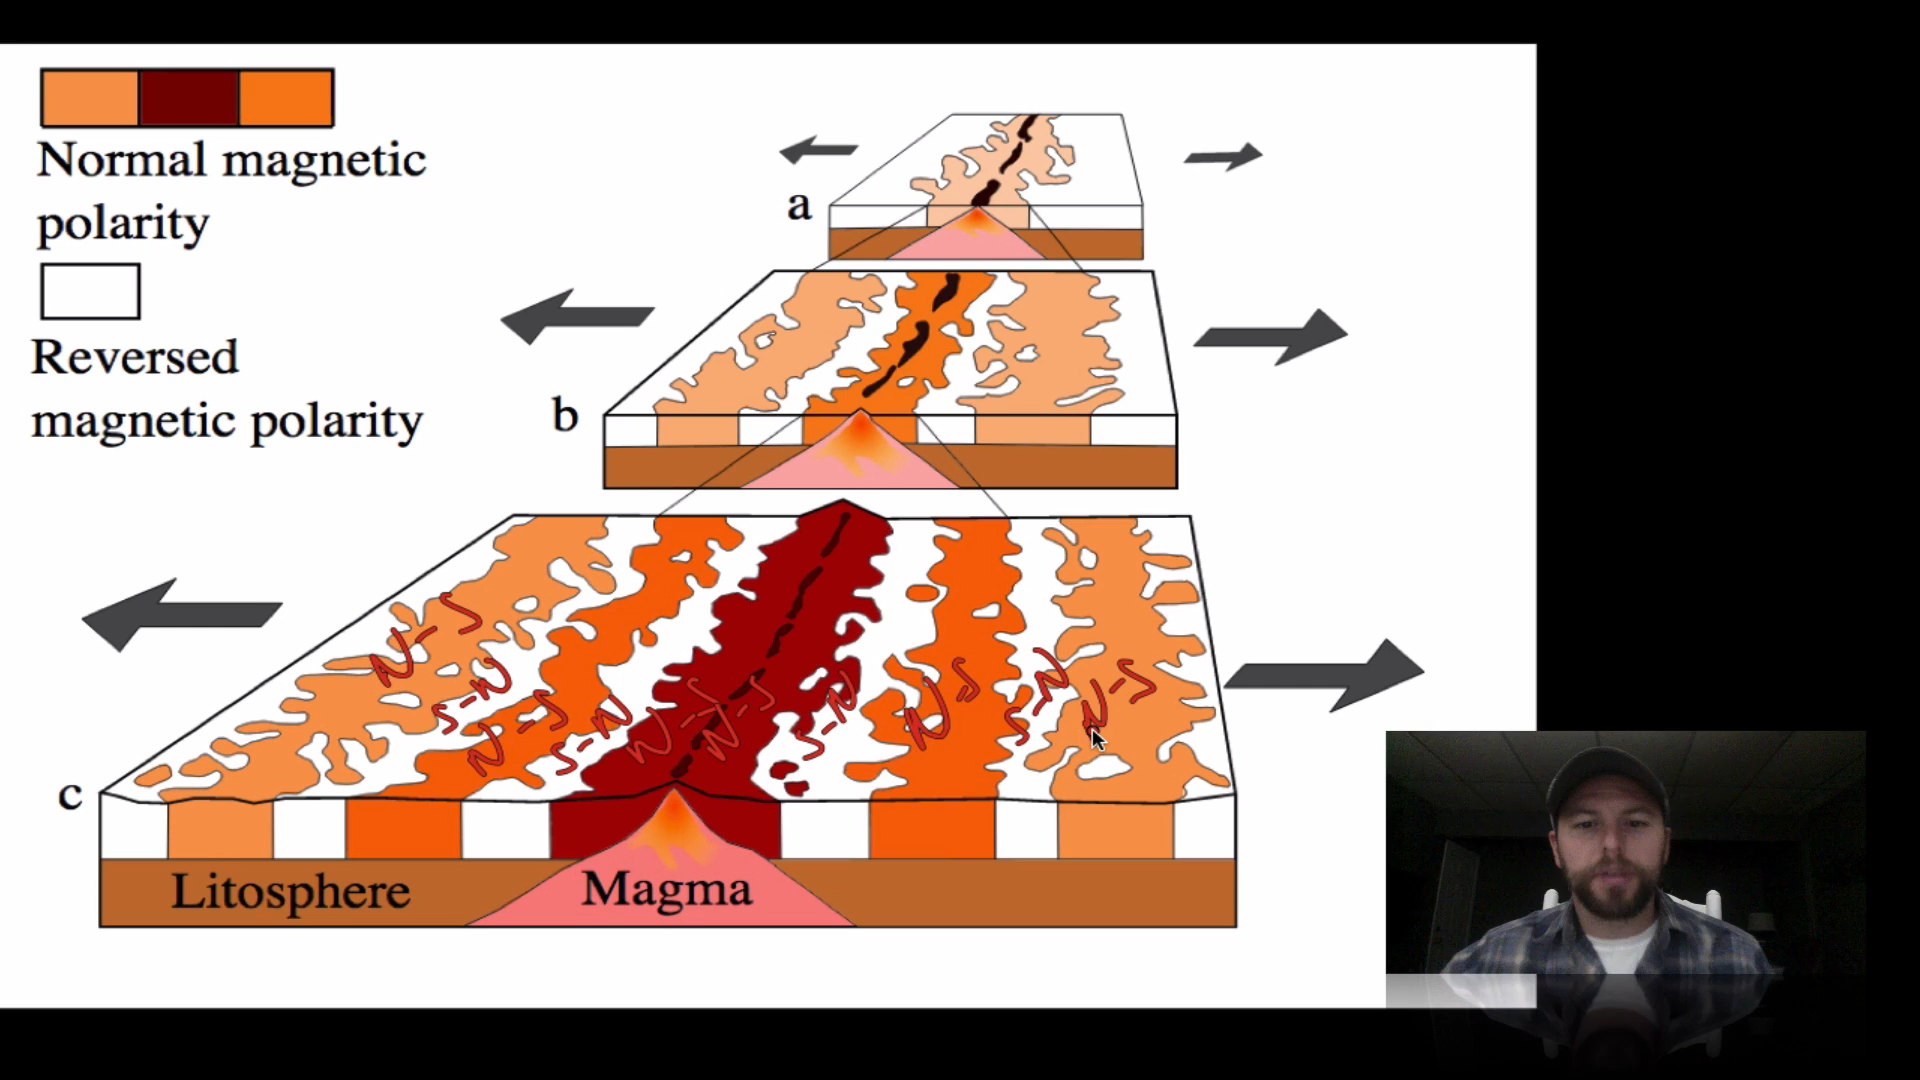 Normal magnetic
polarity
Reversed
magnetic polarity
a
b
c
N-S
S-N
N-S
S-N
N-S
N-S
S-N
N-S
S-N
N-S
Litosphere
Magma